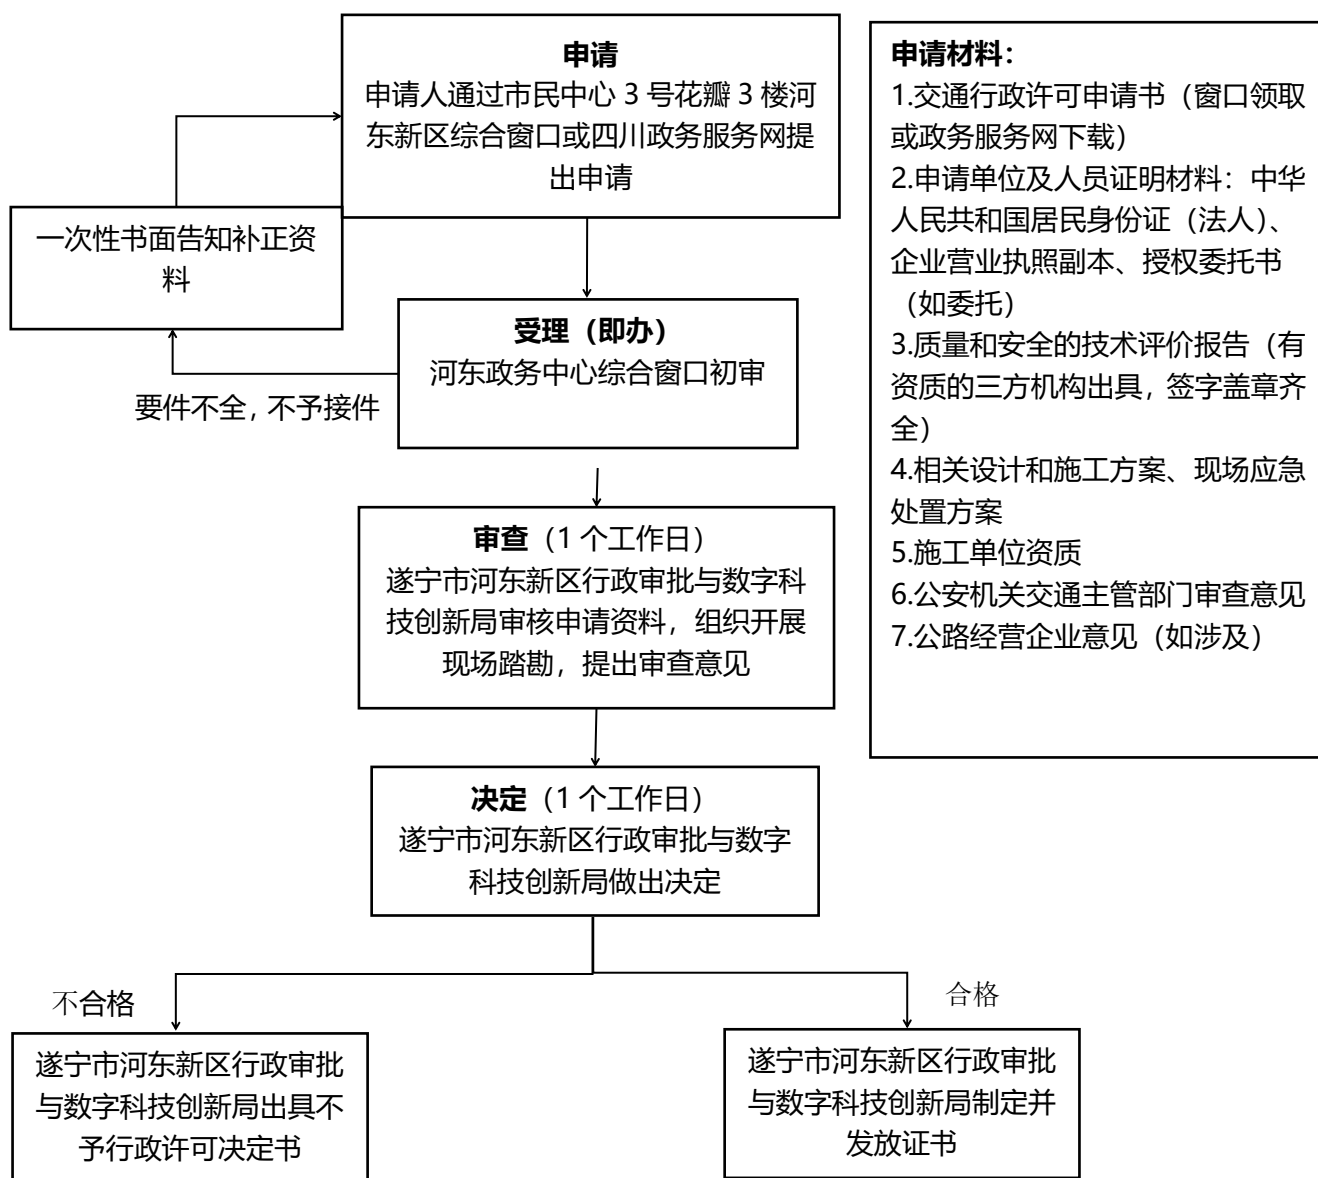 申请
申请人通过市民中心 3 号花瓣 3 楼河
东新区综合窗口或四川政务服务网提
出申请
一次性书面告知补正资
料
受理（即办）
河东政务中心综合窗口初审
要件不全，不予接件
审查（1 个工作日）
遂宁市河东新区行政审批与数字科
技创新局审核申请资料，组织开展
现场踏勘，提出审查意见
决定（1 个工作日）
遂宁市河东新区行政审批与数字
科技创新局做出决定
不合格
合格
遂宁市河东新区行政审批
与数字科技创新局出具不
予行政许可决定书
遂宁市河东新区行政审批
与数字科技创新局制定并
发放证书
申请材料：
1.交通行政许可申请书（窗口领取
或政务服务网下载）
2.申请单位及人员证明材料：中华
人民共和国居民身份证（法人）、
企业营业执照副本、授权委托书
（如委托）
3.质量和安全的技术评价报告（有
资质的三方机构出具，签字盖章齐
全）
4.相关设计和施工方案、现场应急
处置方案
5.施工单位资质
6.公安机关交通主管部门审查意见
7.公路经营企业意见（如涉及）